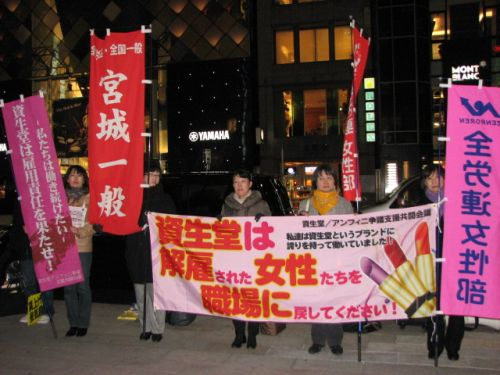 私たちは働き続けたい
資生堂は雇用責任を果たせ!
全国一般
宮城一般
YAMAHA
女性部
MONT
BLANC
ZENROREN
全労連女性部
資生堂/アンフィニ争議支援共闘会議
私達は資生堂というブランドに
誇りを持って働いていました!!
資生堂は
解雇された女性たちを
職場に戻してください!